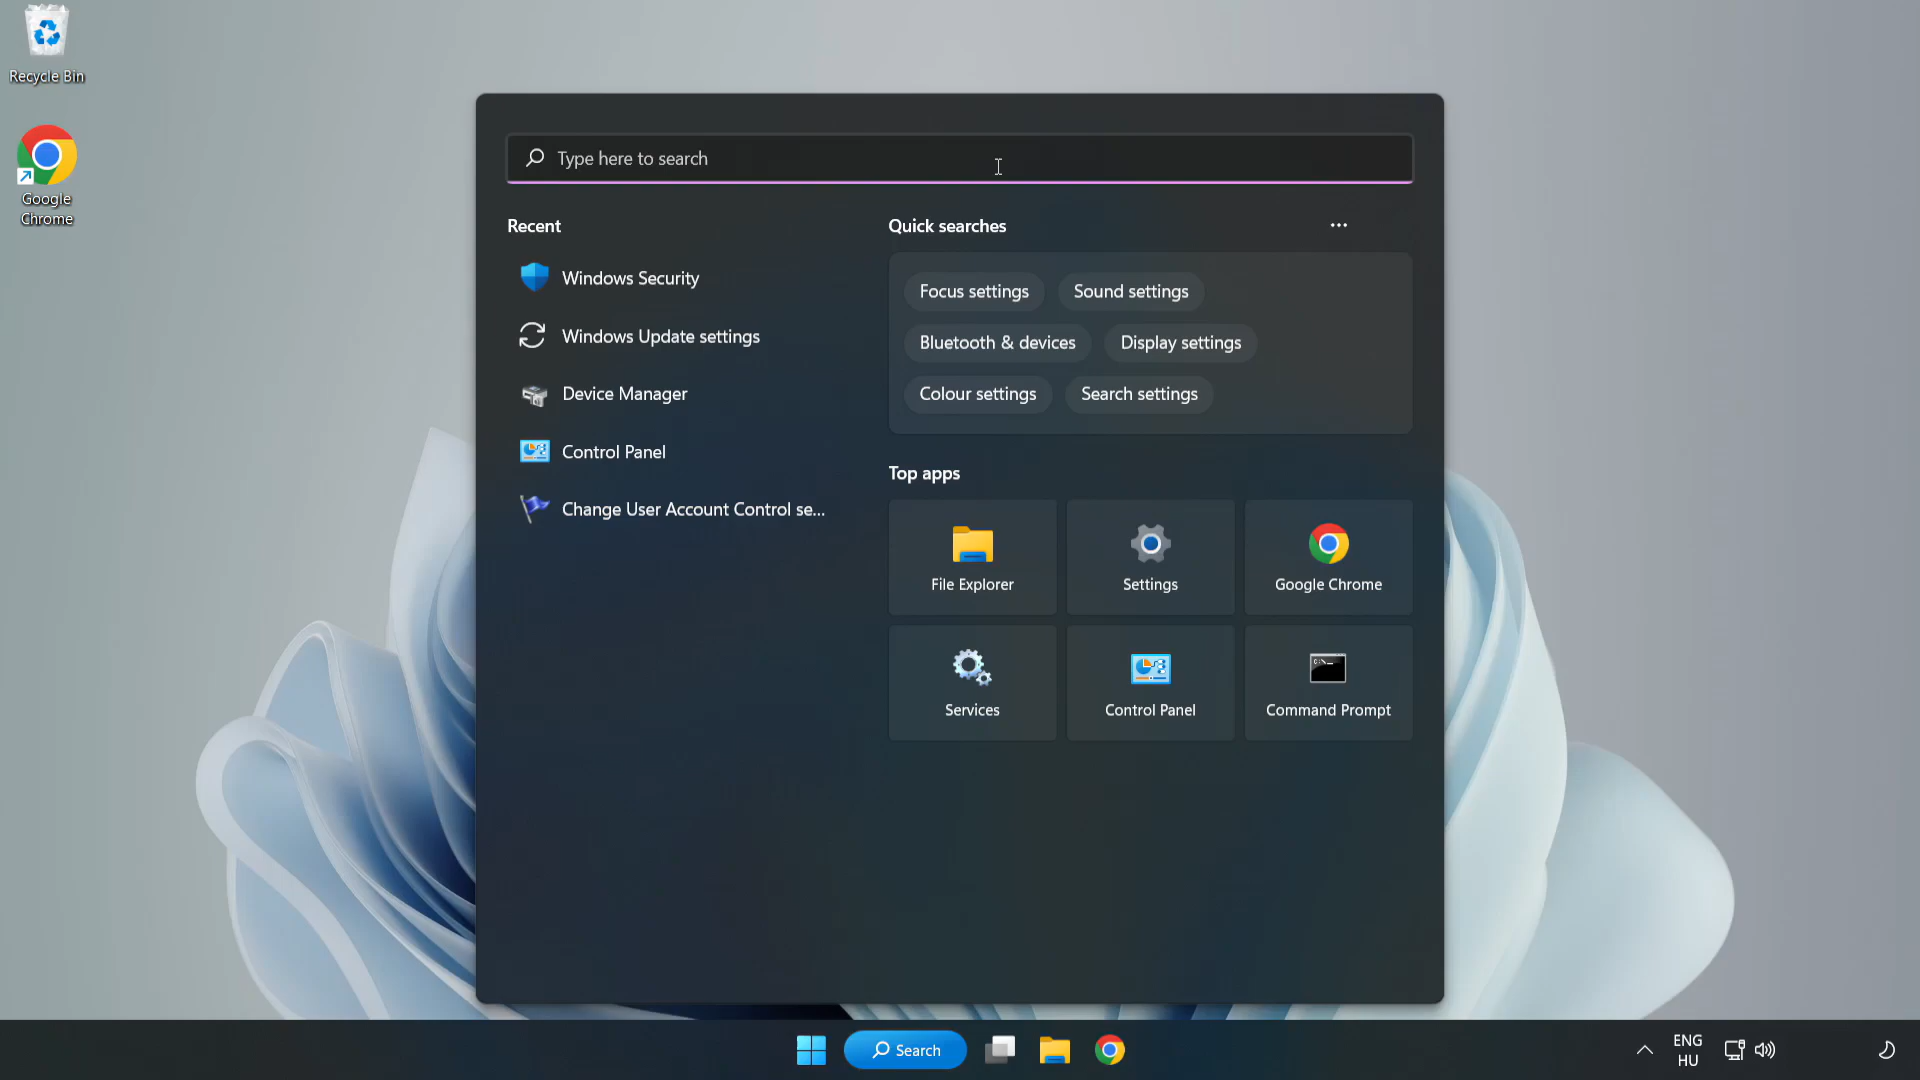 Recycle Bin
Google
Chrome
Type here to search
Recent
Windows Security
Windows Update settings
Device Manager
Control Panel
Change User Account Control se...
Quick searches
Focus settings
Sound settings
Bluetooth & devices
Display settings
Colour settings
Search settings
Top apps
File Explorer
Settings
Google Chrome
Services
Control Panel
Command Prompt
Search
ENG
HU